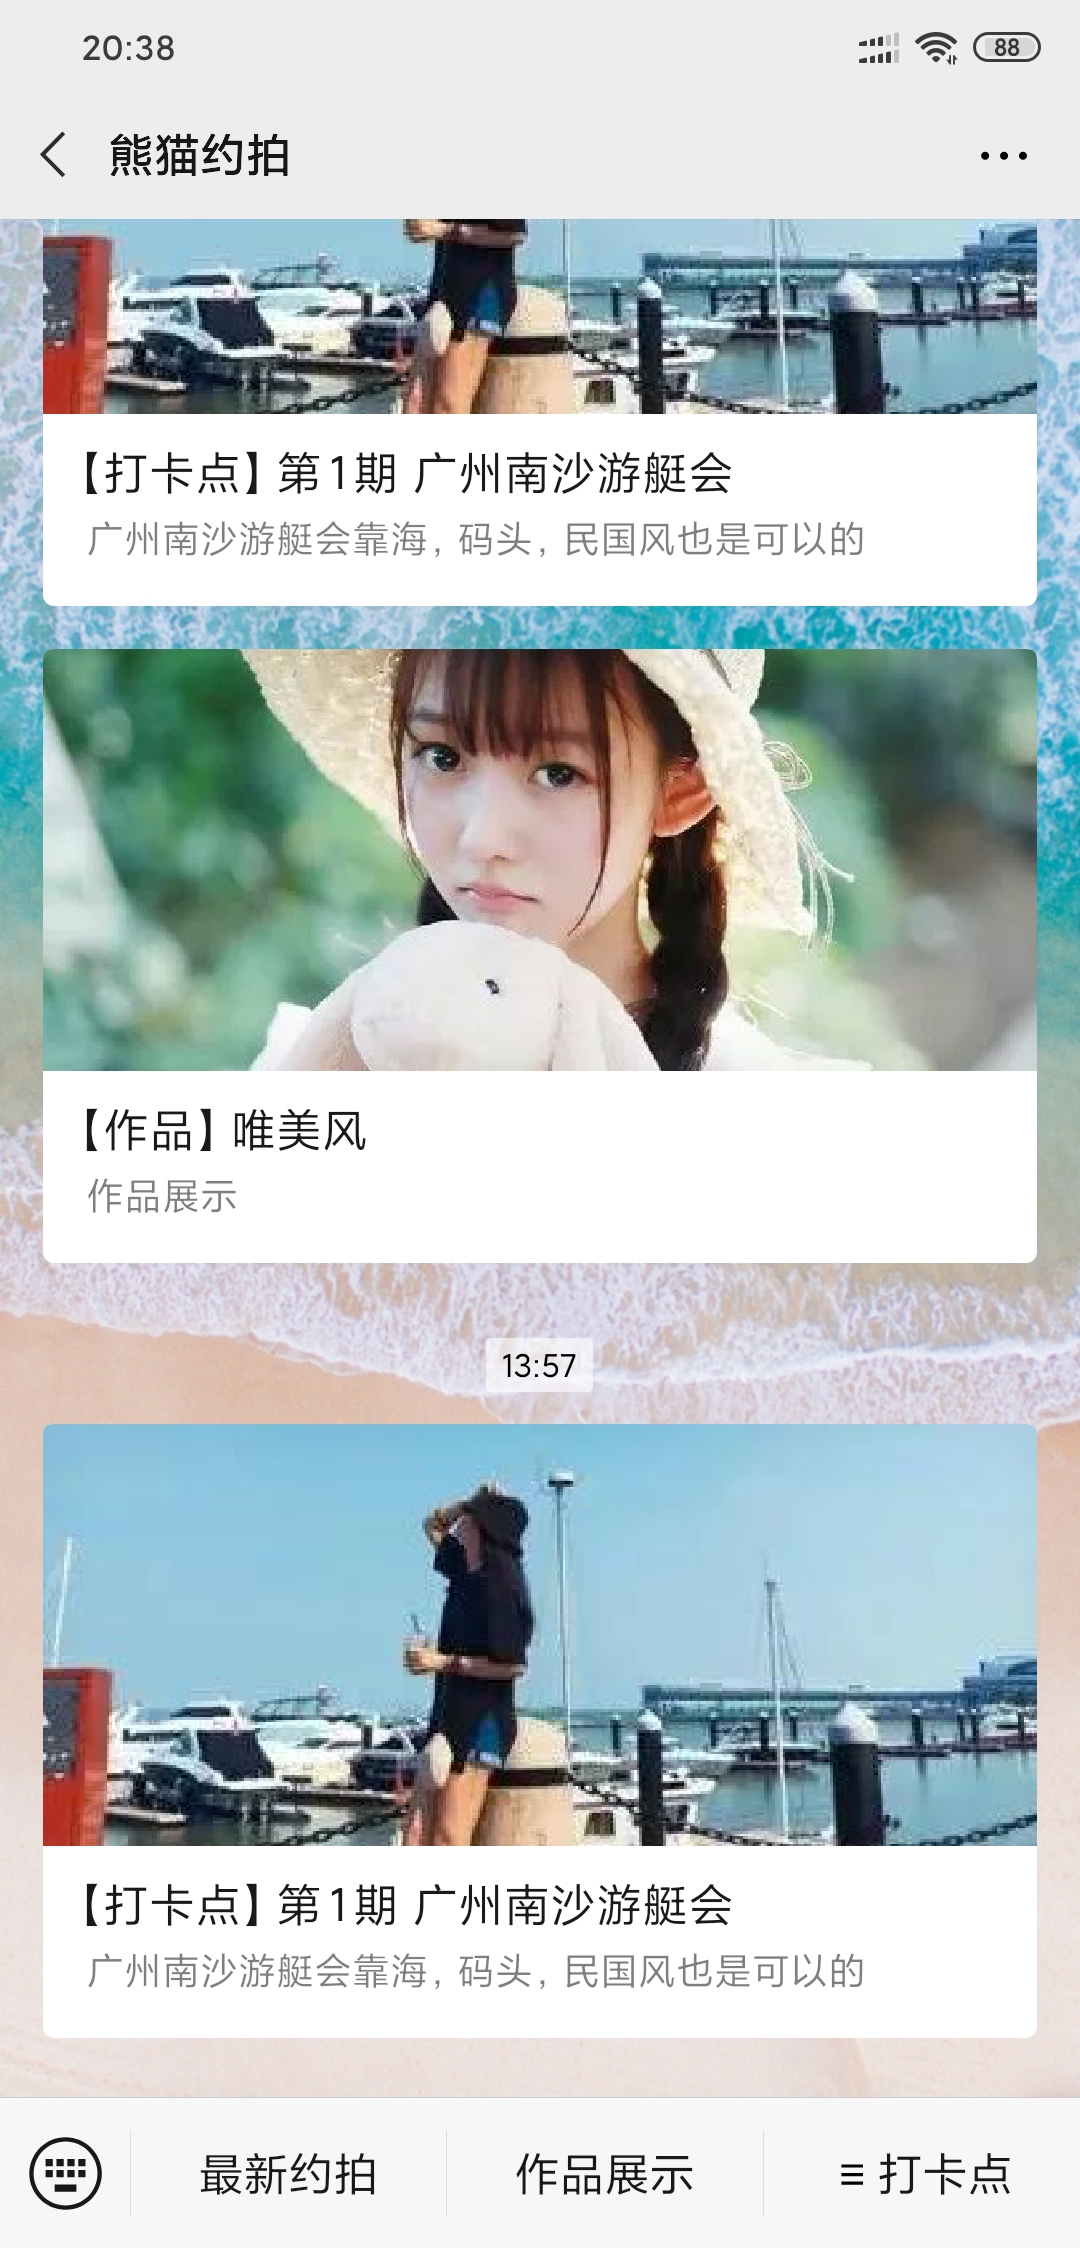 20:38
88
熊猫约拍
【打卡点】第1期 广州南沙游艇会
广州南沙游艇会靠海，码头，民国风也是可以的
【作品】唯美风
作品展示
13:57
【打卡点】第1期 广州南沙游艇会
广州南沙游艇会靠海，码头，民国风也是可以的
最新约拍
作品展示
打卡点